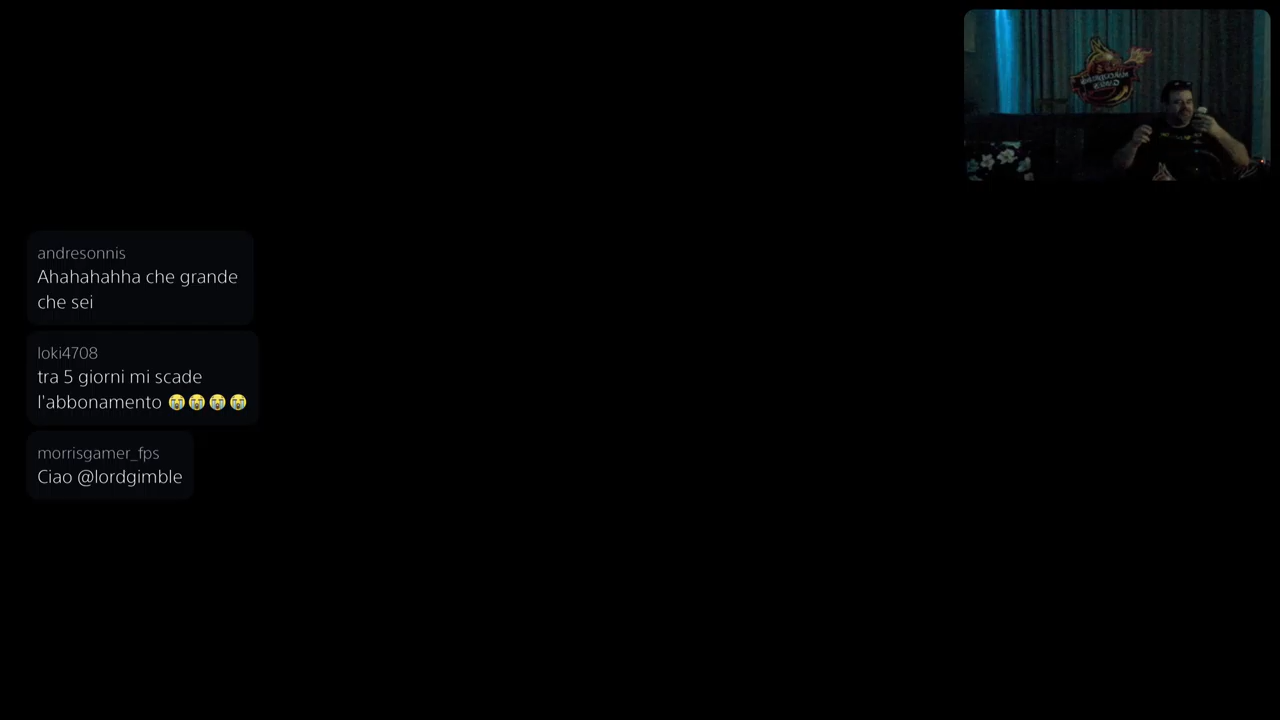 andresonnis
Ahahahahha che grande
che sei
loki4708
tra 5 giorni mi scade
l'abbonamento 😭😭😭😭
morrisgamer_fps
Ciao @lordgimble